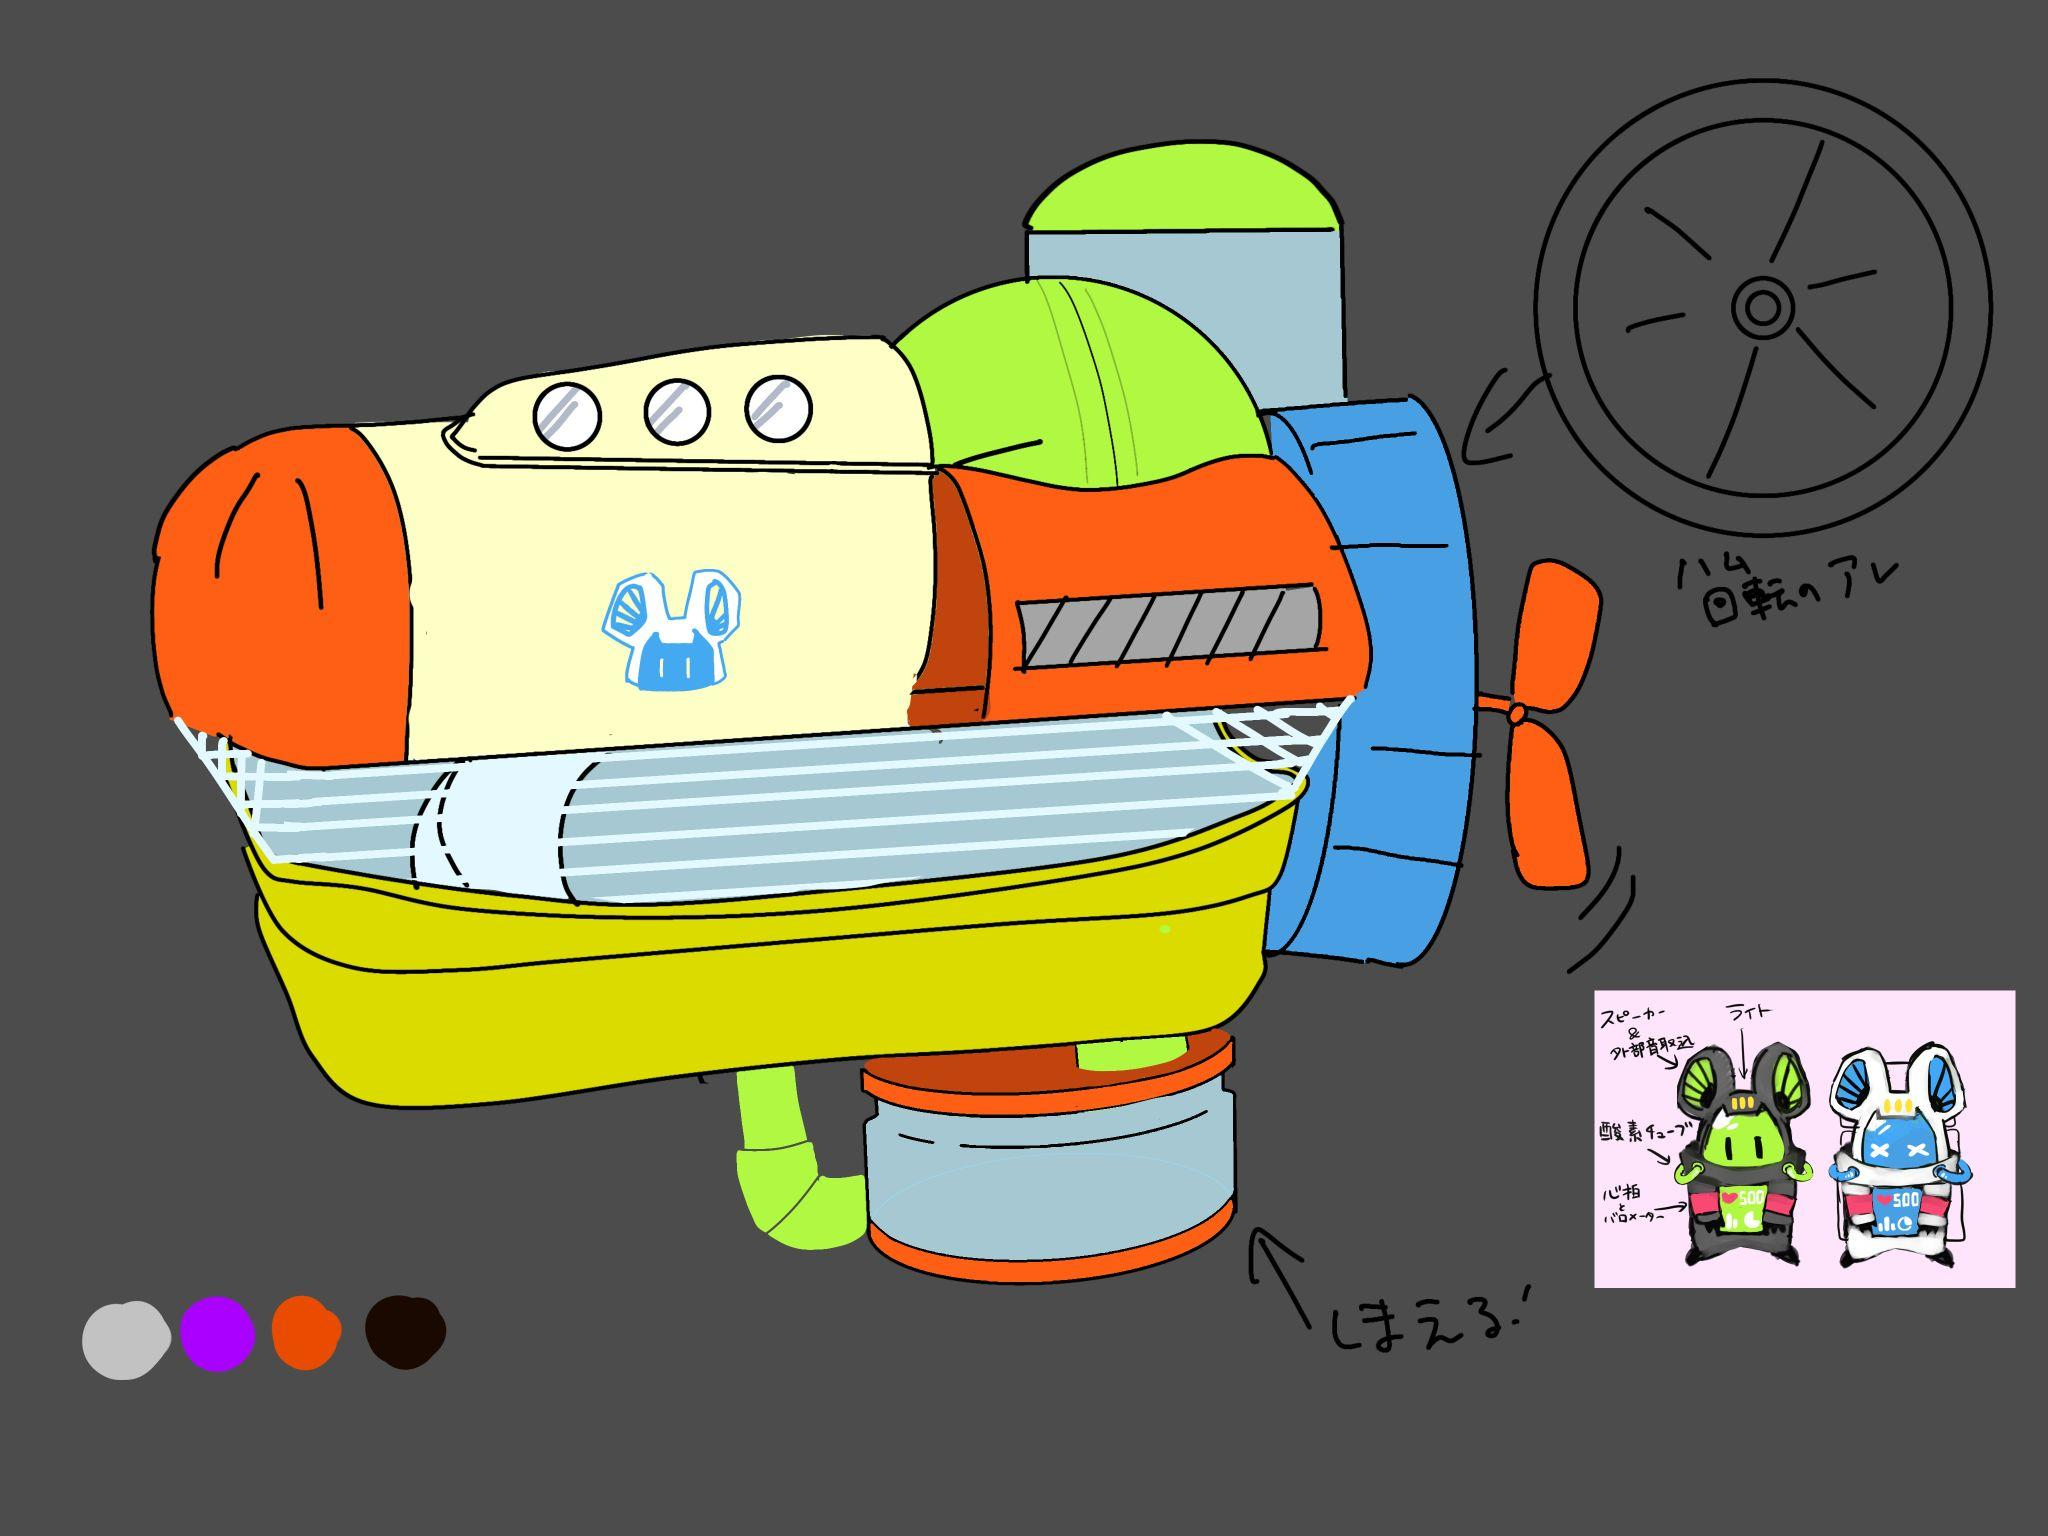 ハム
回転のアレ
ほえる!
スピーカー
&
外部音取込
ライト
酸素チューブ
心拍
と
バロメーター
500
500